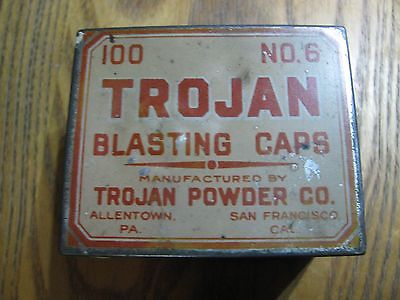 100 NO.6
TROJAN
BLASTING CAPS
MANUFACTURED BY
TROJAN POWDER CO.
ALLENTOWN, SAN FRANCISCO,
PA. CAL.